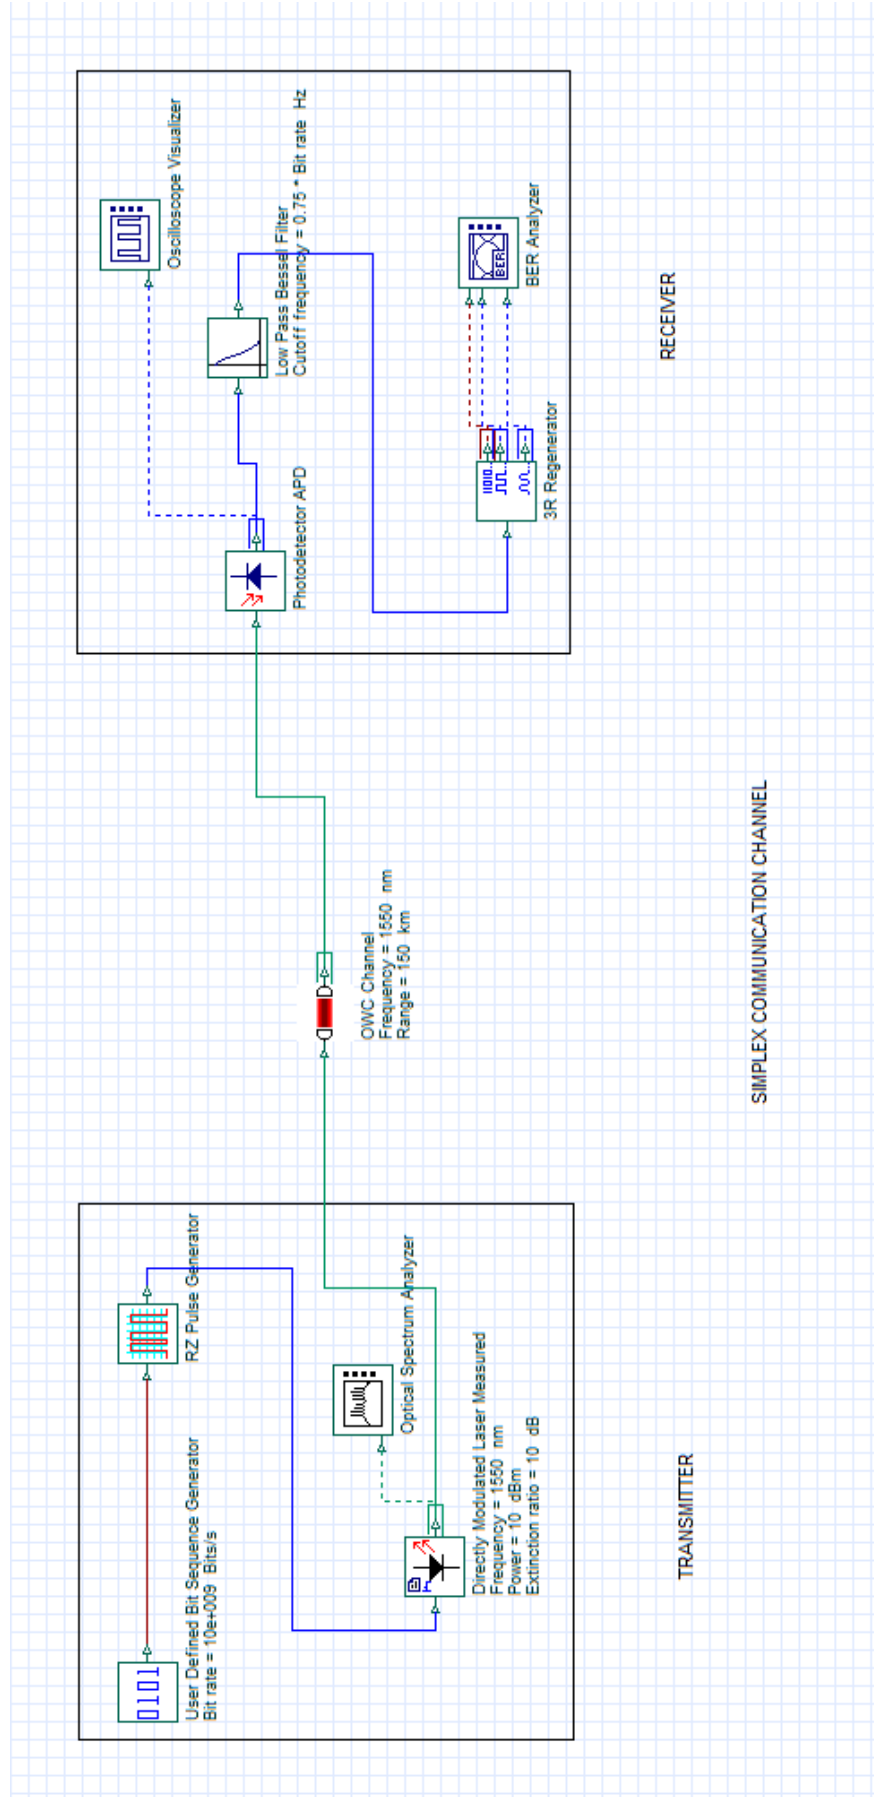 User Defined Bit Sequence Generator
Bit rate = 10e+009 Bits/s
0101
RZ Pulse Generator
Optical Spectrum Analyzer
Directly Modulated Laser Measured
Frequency = 1550 nm
Power = 10 dBm
Extinction ratio = 10 dB
TRANSMITTER
OWC Channel
Frequency = 1550 nm
Range = 150 km
SIMPLEX COMMUNICATION CHANNEL
Oscilloscope Visualizer
Low Pass Bessel Filter
Cutoff frequency = 0.75 * Bit rate Hz
Photodetector APD
BER
BER Analyzer
3R Regenerator
RECEIVER